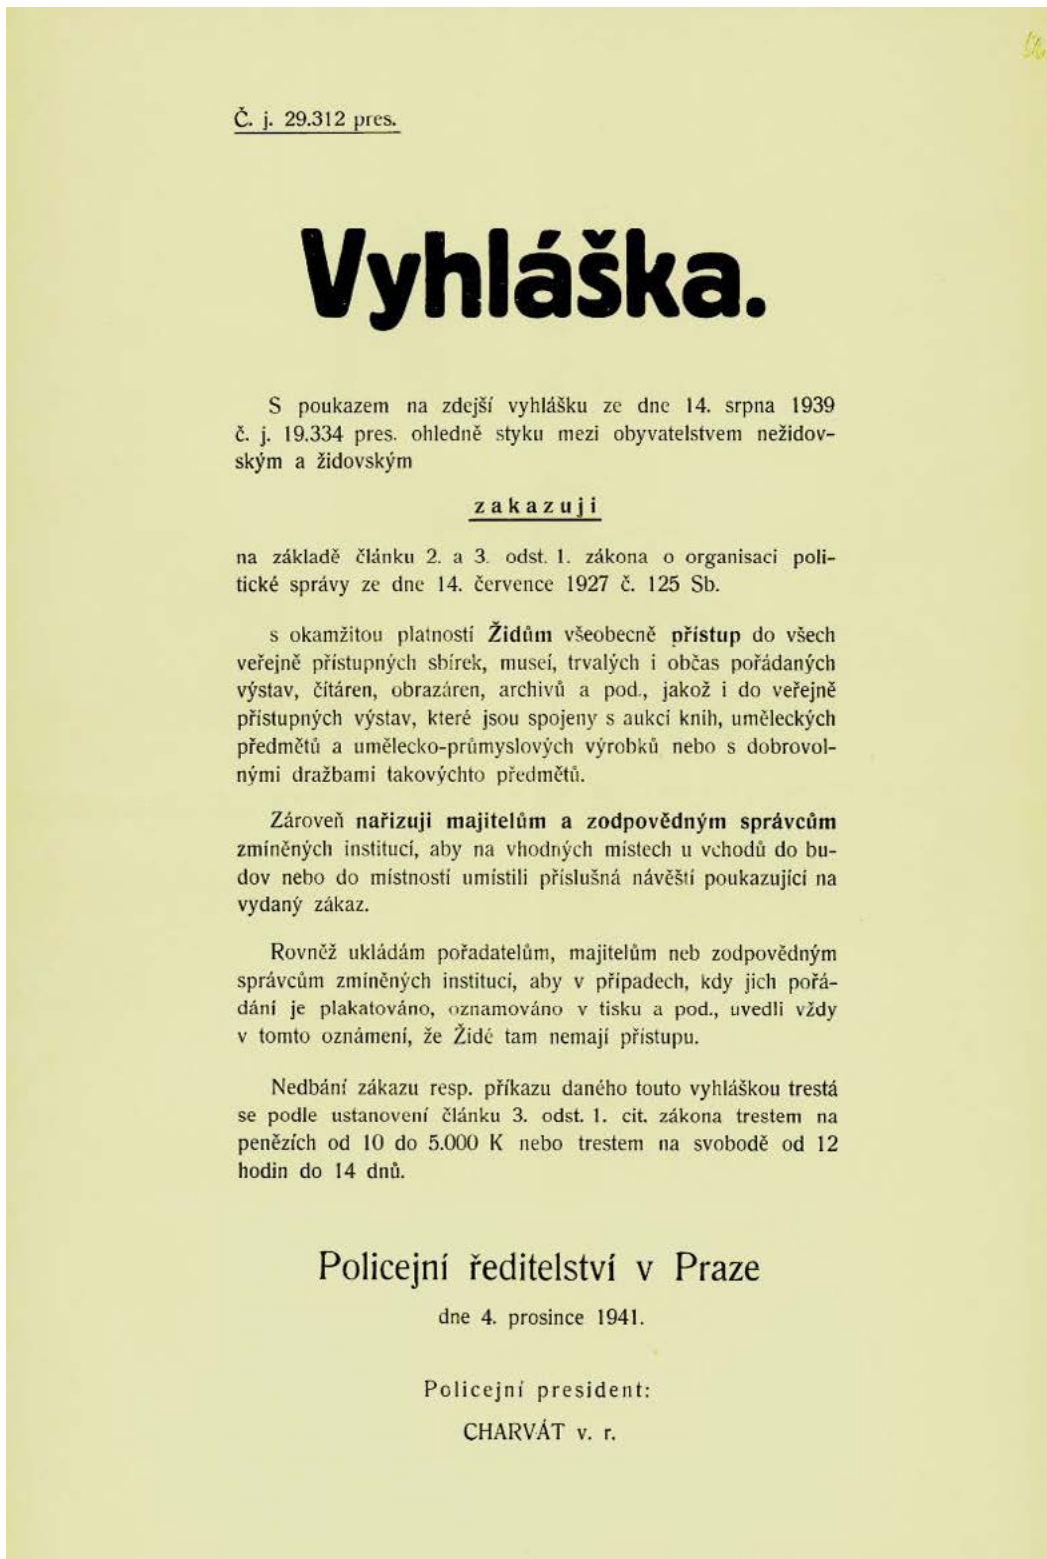 Č. j. 29.312 pres.
Vyhláška.
S poukazem na zdejší vyhlášku ze dne 14. srpna 1939
č. j. 19.334 pres. ohledně styku mezi obyvatelstvem nežidov-
ským a židovským
zakazuji
na základě článku 2. a 3. odst. 1. zákona o organisaci poli-
tické správy ze dne 14. července 1927 č. 125 Sb.
s okamžitou platností Židům všeobecně přístup do všech
veřejně přístupných sbírek, museí, trvalých i občas pořádaných
výstav, čítáren, obrazáren, archivů a pod., jakož i do veřejně
přístupných výstav, které jsou spojeny s aukcí knih, uměleckých
předmětů a umělecko-průmyslových výrobků nebo s dobrovol-
nými dražbami takovýchto předmětů.
Zároveň nařizuji majitelům a zodpovědným správcům
zmíněných institucí, aby na vhodných místech u vchodů do bu-
dov nebo do místností umístili příslušná návěští poukazující na
vydaný zákaz.
Rovněž ukládám pořadatelům, majitelům neb zodpovědným
správcům zmíněných institucí, aby v případech, kdy jich pořá-
dání je plakatováno, oznamováno v tisku a pod., uvedli vždy
v tomto oznámení, že Židé tam nemají přístupu.
Nedbání zákazu resp. příkazu daného touto vyhláškou trestá
se podle ustanovení článku 3. odst. 1. cit. zákona trestem na
penězích od 10 do 5.000 K nebo trestem na svobodě od 12
hodin do 14 dnů.
Policejní ředitelství v Praze
dne 4. prosince 1941.
Policejní president:
CHARVÁT v. r.